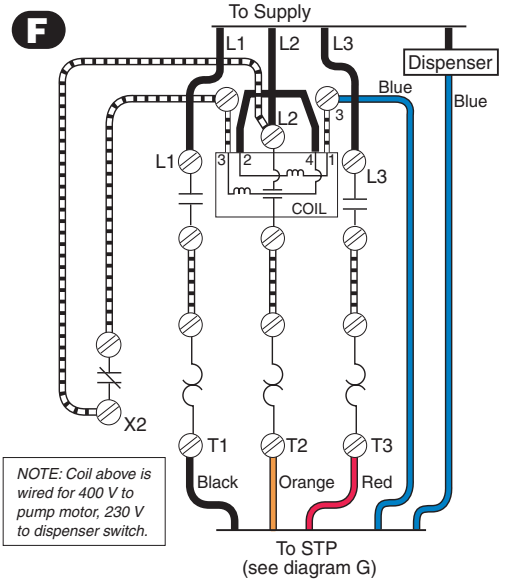 F
To Supply
L1 L2 L3
Dispenser
Blue
Blue
L2
3
L1
3 2 4 1
L3
COIL
X2
T1 T2 T3
Black Orange Red
NOTE: Coil above is
wired for 400 V to
pump motor, 230 V
to dispenser switch.
To STP
(see diagram G)